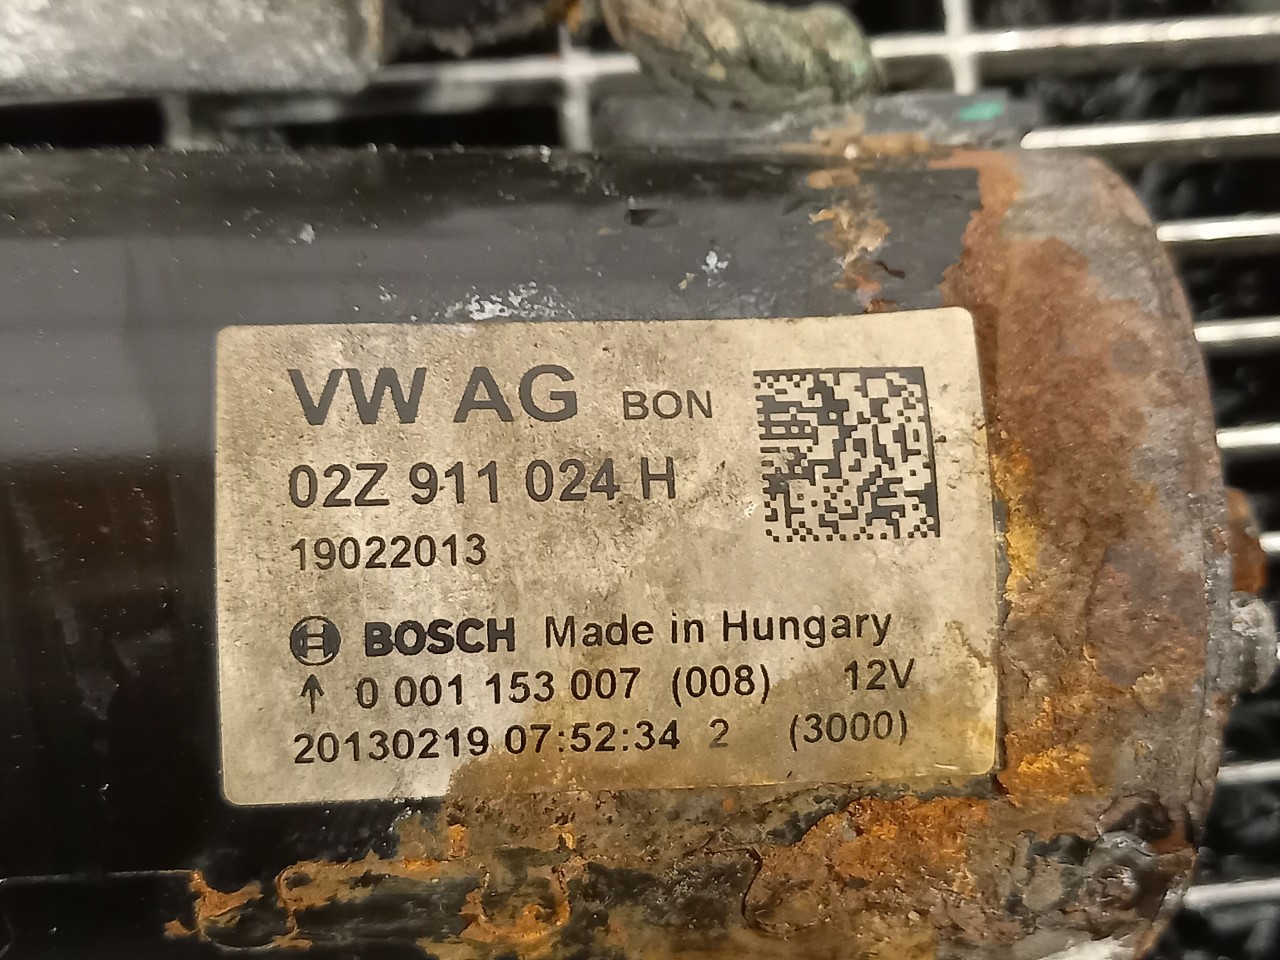 VW AG BON
02Z 911 024 H
19022013
BOSCH Made in Hungary
↑ 0 001 153 007 (008) 12V
20130219 07:52:34 2 (3000)